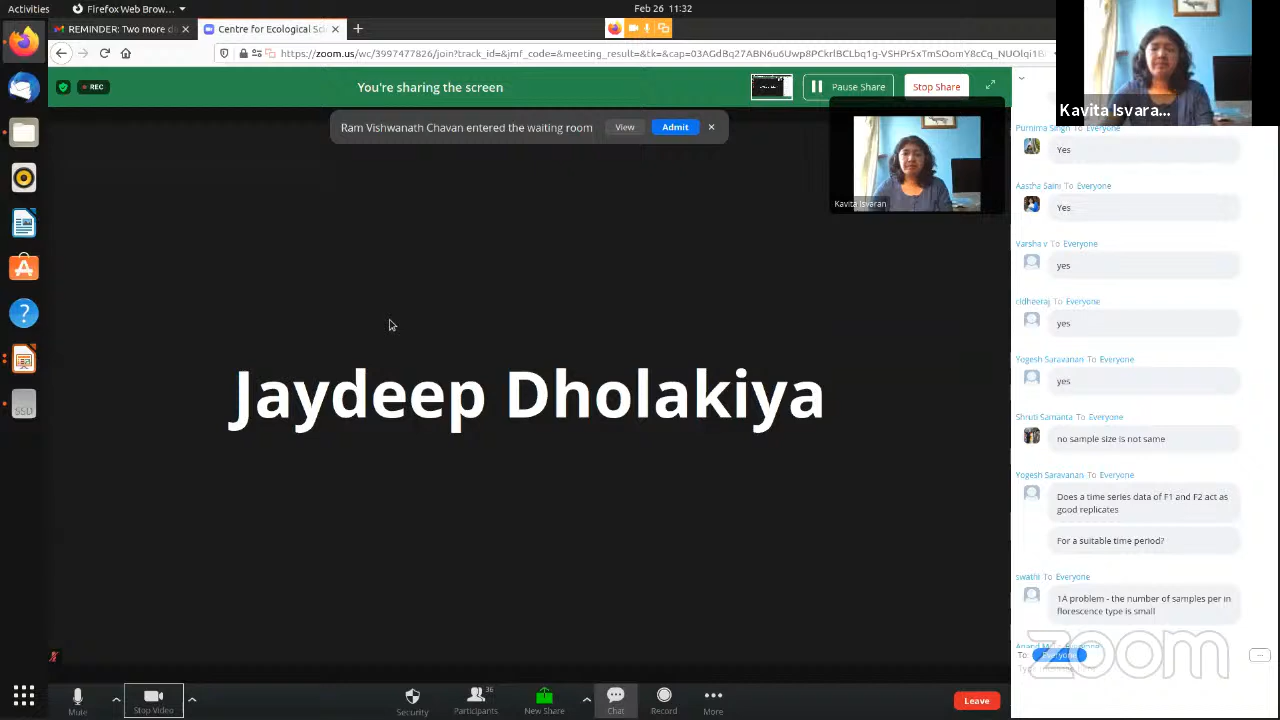 Activities
Firefox Web Brow...
Feb 26 11:32
REMINDER: Two more d
Centre for Ecological Sci
https://zoom.us/wc/3997477826/join?track_id=&jmf_code=&meeting_result=&tk=&cap=
REC
You're sharing the screen
Pause Share
Stop Share
Ram Vishwanath Chavan entered the waiting room
View
Admit
Kavita Isvaran
Kavita Isvara...
Jaydeep Dholakiya
Purnima Singh To Everyone
Yes
Aastha Saini To Everyone
Yes
Varsha v To Everyone
yes
cldheeraj To Everyone
yes
Yogesh Saravanan To Everyone
yes
Shruti Samanta To Everyone
no sample size is not same
Yogesh Saravanan To Everyone
Does a time series data of F1 and F2 act as
good replicates
For a suitable time period?
swathi To Everyone
1A problem - the number of samples per in
florescence type is small
To Everyone
zoom
SSD
Mute
Stop Video
Security
Participants
36
New Share
Chat
Record
More
Leave